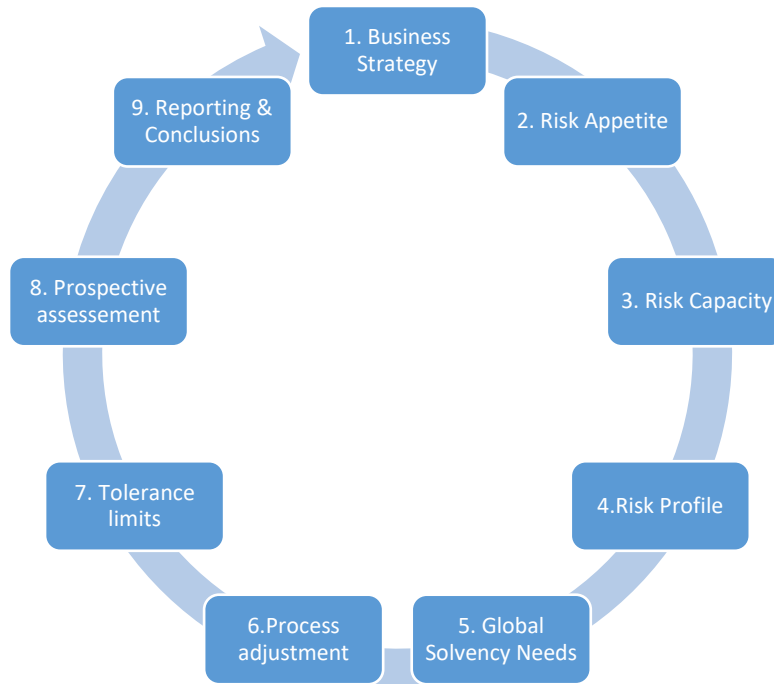 1. Business
Strategy
2. Risk Appetite
3. Risk Capacity
4.Risk Profile
5. Global
Solvency Needs
6.Process
adjustment
7. Tolerance
limits
8. Prospective
assessement
9. Reporting &
Conclusions